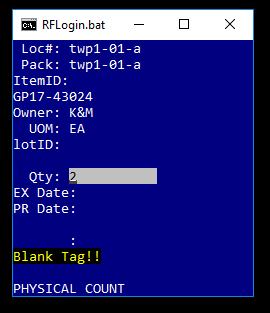 RFLogin.bat
Loc#: twp1-01-a
Pack: twp1-01-a
ItemID:
GP17-43024
Owner: K&M
UOM: EA
lotID:
Qty: 2
EX Date:
PR Date:
:
Blank Tag!!
PHYSICAL COUNT